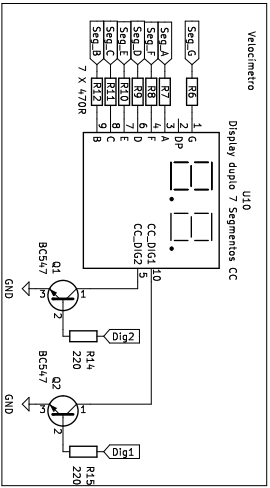 Velocimetro
U10
Display duplo 7 Segmentos CC
Seg_G R6 1 G
2 DP
Seg_A R7 3 A
Seg_F R8 4 F
Seg_D R9 6 D
Seg_E R10 7 E
Seg_C R11 8 C
Seg_B R12 9 B
7 X 470R
CC_DIG1 10
CC_DIG2 5
Dig2
R14
220
Q1
BC547
1
2
3
GND
Dig1
R15
220
Q2
BC547
1
2
3
GND